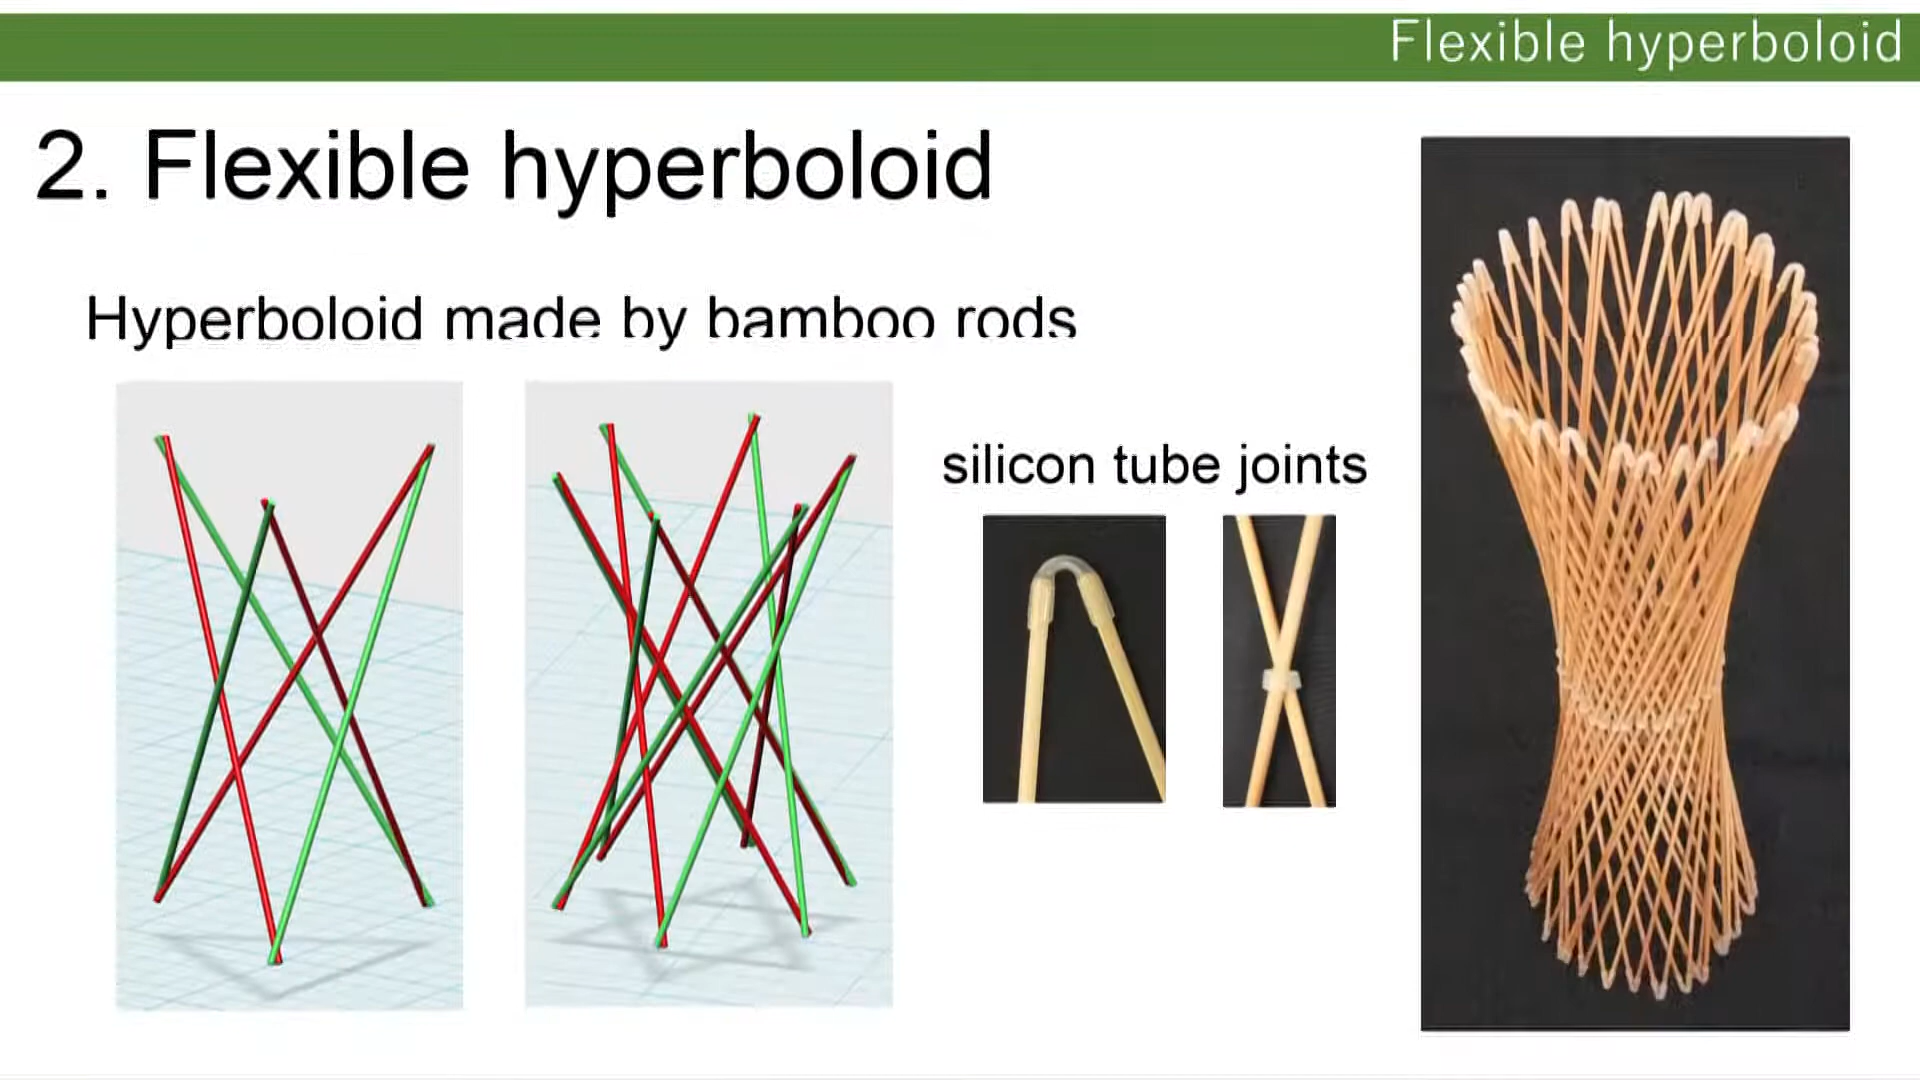 Flexible hyperboloid
2. Flexible hyperboloid
Hyperboloid made by bamboo rods
silicon tube joints